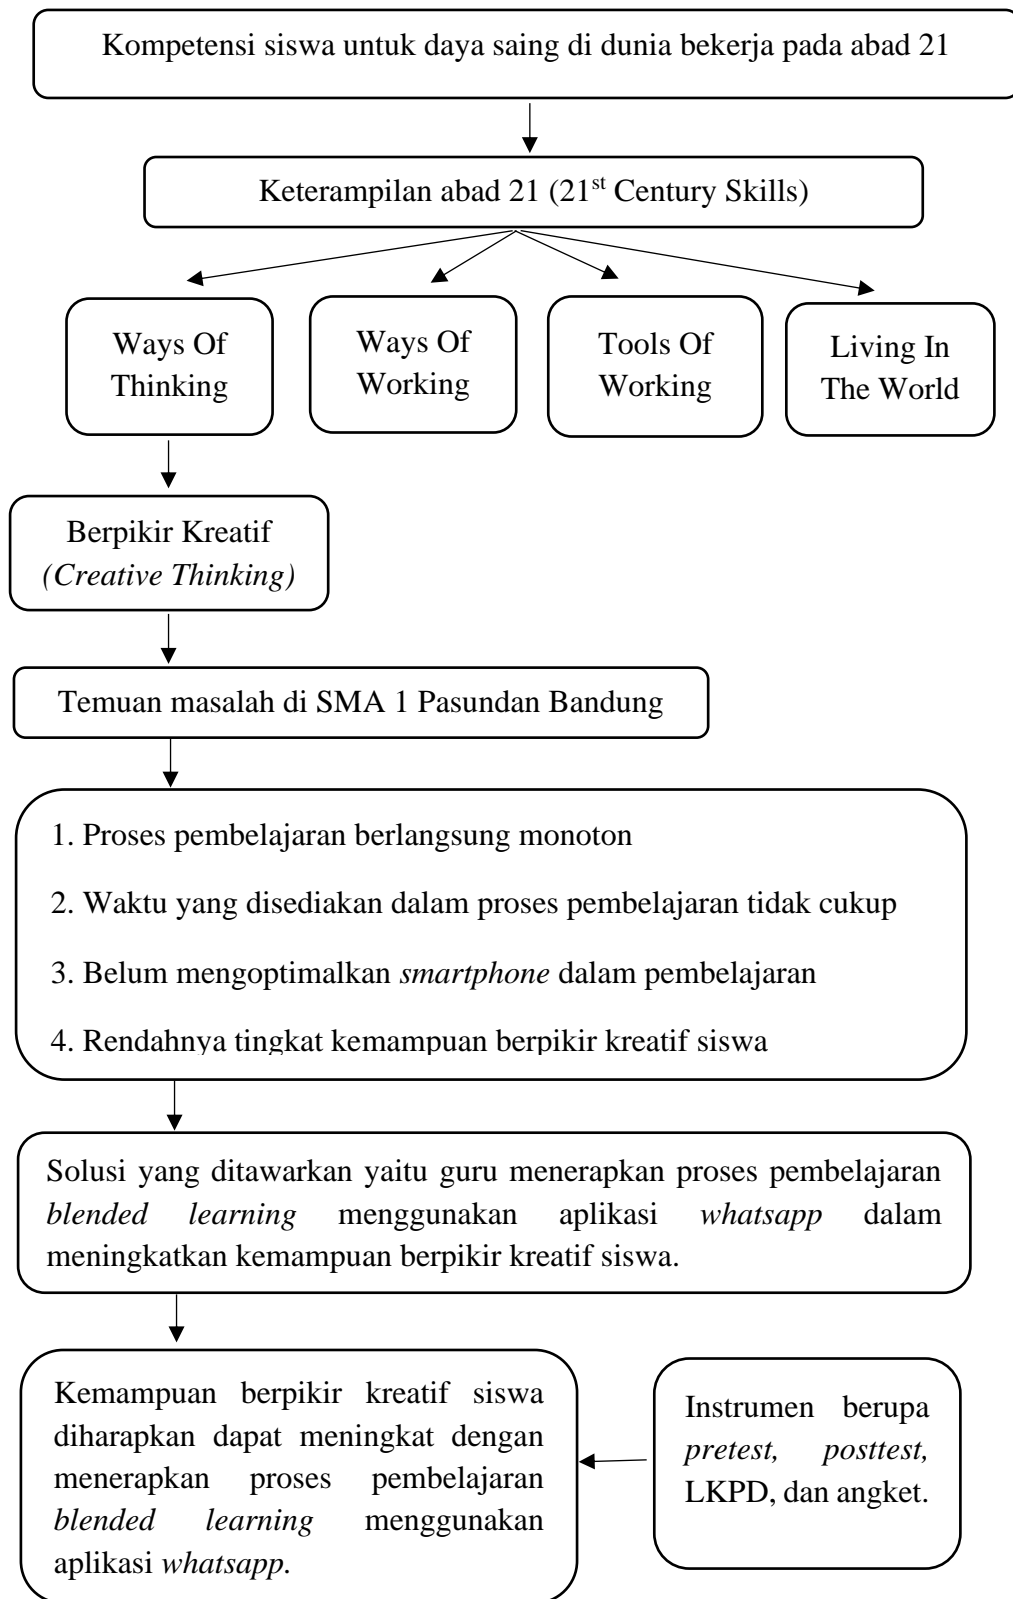 Kompetensi siswa untuk daya saing di dunia bekerja pada abad 21
Keterampilan abad 21 (21st Century Skills)
Ways Of
Thinking
Ways Of
Working
Tools Of
Working
Living In
The World
Berpikir Kreatif
(Creative Thinking)
Temuan masalah di SMA 1 Pasundan Bandung
1. Proses pembelajaran berlangsung monoton
2. Waktu yang disediakan dalam proses pembelajaran tidak cukup
3. Belum mengoptimalkan smartphone dalam pembelajaran
4. Rendahnya tingkat kemampuan berpikir kreatif siswa
Solusi yang ditawarkan yaitu guru menerapkan proses pembelajaran
blended learning menggunakan aplikasi whatsapp dalam
meningkatkan kemampuan berpikir kreatif siswa.
Kemampuan berpikir kreatif siswa
diharapkan dapat meningkat dengan
menerapkan proses pembelajaran
blended learning menggunakan
aplikasi whatsapp.
Instrumen berupa
pretest, posttest,
LKPD, dan angket.